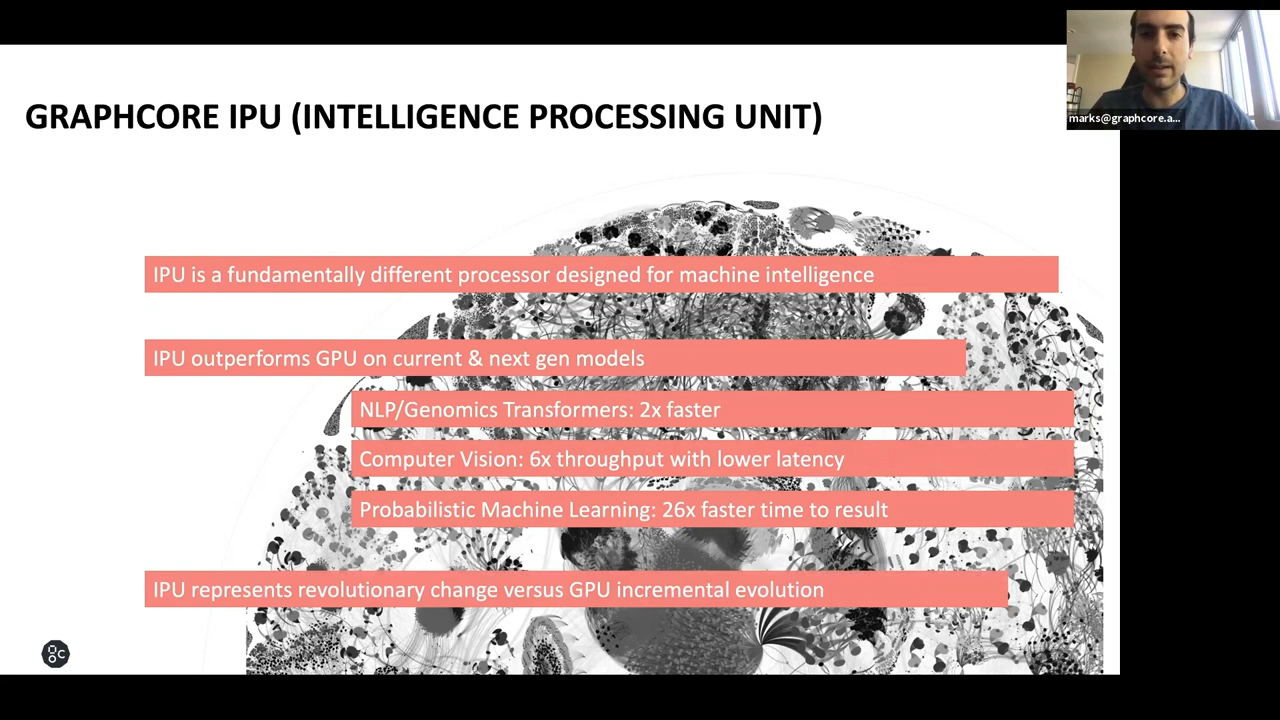 marks@graphcore.a...
GRAPHCORE IPU (INTELLIGENCE PROCESSING UNIT)
IPU is a fundamentally different processor designed for machine intelligence
IPU outperforms GPU on current & next gen models
NLP/Genomics Transformers: 2x faster
Computer Vision: 6x throughput with lower latency
Probabilistic Machine Learning: 26x faster time to result
IPU represents revolutionary change versus GPU incremental evolution